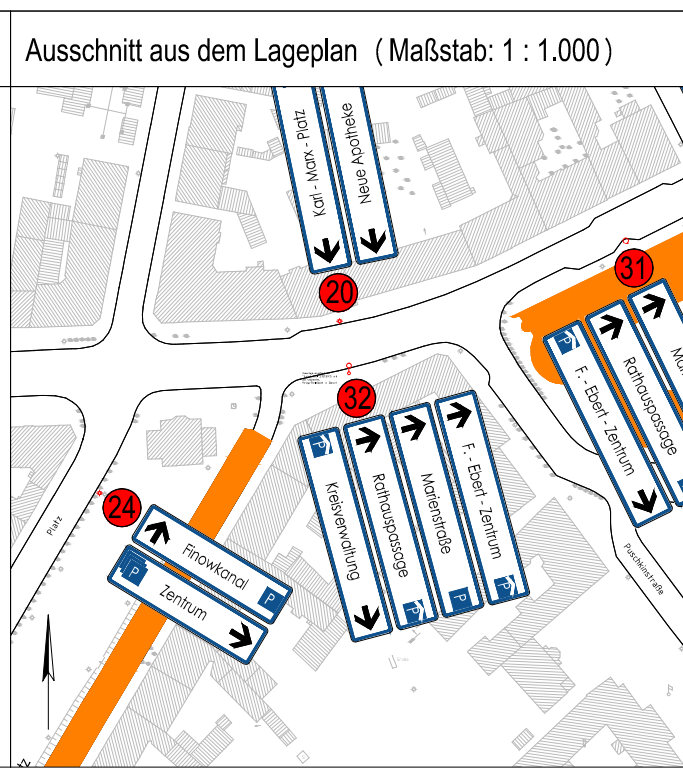 Ausschnitt aus dem Lageplan (Maßstab: 1 : 1.000)
Karl - Marx - Platz
Neue Apotheke
20
31
P
F. - Ebert - Zentrum
Rathauspassage
32
P
Kreisverwaltung
Rathauspassage
P
Marienstraße
P
F. - Ebert - Zentrum
P
24
Finowkanal
P
P
Zentrum
Platz
Puschkinstraße